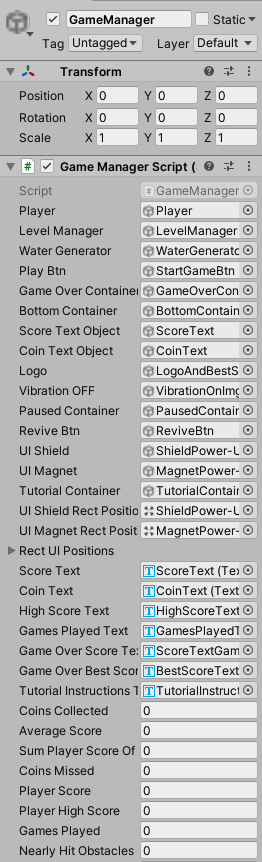 GameManager Static
Tag Untagged Layer Default
Transform
Position X 0 Y 0 Z 0
Rotation X 0 Y 0 Z 0
Scale X 1 Y 1 Z 1
# Game Manager Script (
Script # GameManager
Player Player
Level Manager LevelManager
Water Generator WaterGenerato
Play Btn StartGameBtn
Game Over Container GameOverCon
Bottom Container BottomContain
Score Text Object ScoreText
Coin Text Object CoinText
Logo LogoAndBestS
Vibration OFF VibrationOnImg
Paused Container PausedContair
Revive Btn ReviveBtn
UI Shield ShieldPower-U
UI Magnet MagnetPower-
Tutorial Container TutorialContair
UI Shield Rect Positio ShieldPower-U
UI Magnet Rect Posit MagnetPower-
Rect UI Positions
Score Text T ScoreText (Te
Coin Text T CoinText (Text
High Score Text T HighScoreText
Games Played Text T GamesPlayedT
Game Over Score Te T ScoreTextGam
Game Over Best Scor T BestScoreText
Tutorial Instructions T T TutorialInstruct
Coins Collected 0
Average Score 0
Sum Player Score Of 0
Coins Missed 0
Player Score 0
Player High Score 0
Games Played 0
Nearly Hit Obstacles 0